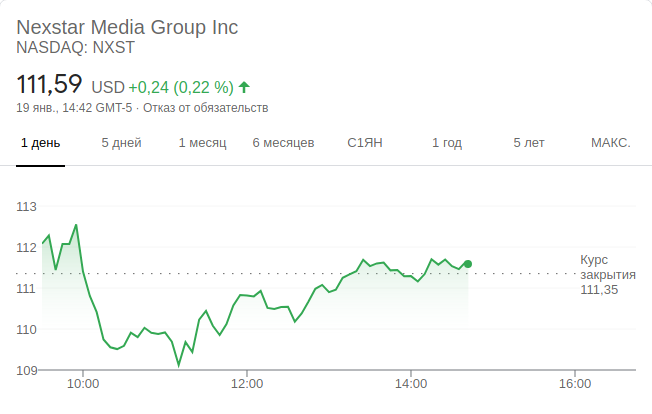 Nexstar Media Group Inc
NASDAQ: NXST
111,59 USD +0,24 (0,22 %)
19 янв., 14:42 GMT-5 · Отказ от обязательств
1 день 5 дней 1 месяц 6 месяцев С1ЯН 1 год 5 лет МАКС.
113
112
Курс
закрытия
111,35
111
110
109
10:00 12:00 14:00 16:00